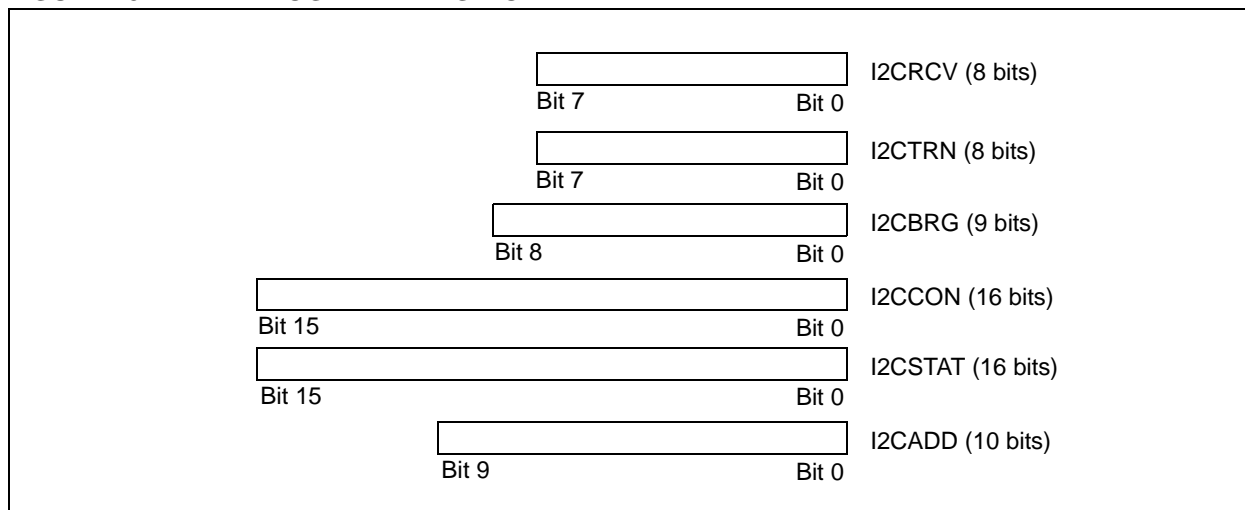 I2CRCV (8 bits)
Bit 7 Bit 0
I2CTRN (8 bits)
Bit 7 Bit 0
I2CBRG (9 bits)
Bit 8 Bit 0
I2CCON (16 bits)
Bit 15 Bit 0
I2CSTAT (16 bits)
Bit 15 Bit 0
I2CADD (10 bits)
Bit 9 Bit 0